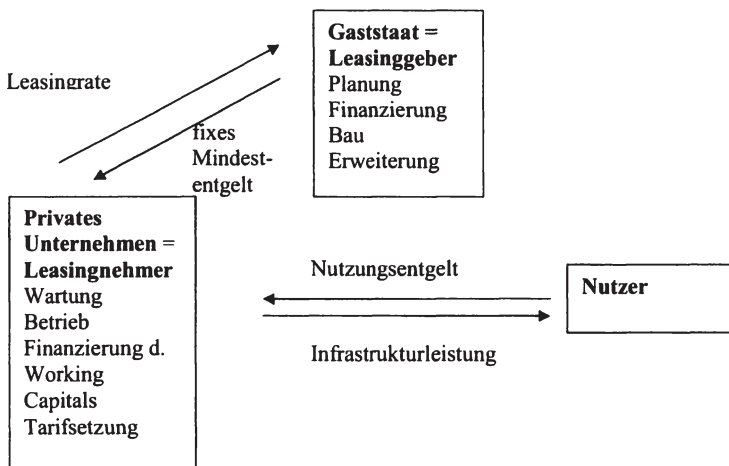 Gaststaat =
Leasinggeber
Planung
Finanzierung
Bau
Erweiterung
Leasingrate
fixes
Mindest-
entgelt
Privates
Unternehmen =
Leasingnehmer
Wartung
Betrieb
Finanzierung d.
Working
Capitals
Tarifsetzung
Nutzungsentgelt
Infrastrukturleistung
Nutzer